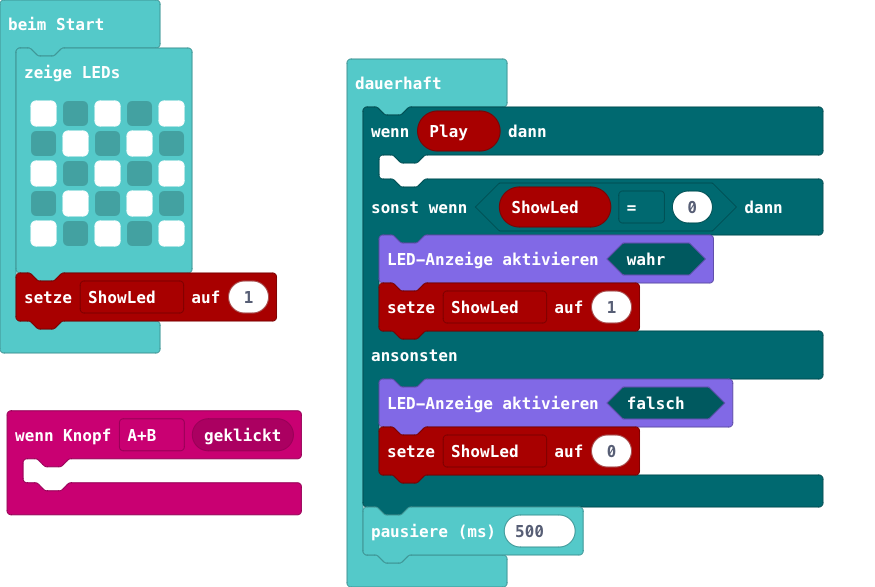 beim Start
zeige LEDs
setze ShowLed auf 1
wenn Knopf A+B geklickt
dauerhaft
wenn Play dann
sonst wenn ShowLed = 0 dann
LED-Anzeige aktivieren wahr
setze ShowLed auf 1
ansonsten
LED-Anzeige aktivieren falsch
setze ShowLed auf 0
pausiere (ms) 500